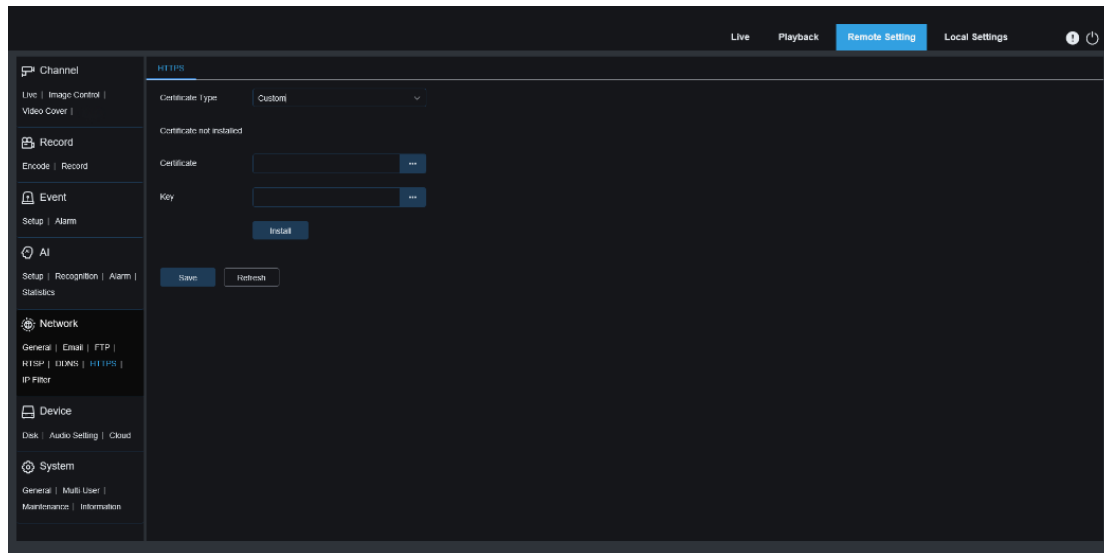 Live Playback Remote Setting Local Settings
Channel
Live | Image Control |
Video Cover |
Record
Encode | Record
Event
Setup | Alarm
AI
Setup | Recognition | Alarm |
Statistics
Network
General | Email | FTP |
RTSP | DDNS | HTTPS |
IP Filter
Device
Disk | Audio Setting | Cloud
System
General | Multi-User |
Maintenance | Information
HTTPS
Certificate Type Custom
Certificate not installed
Certificate ...
Key ...
Install
Save Refresh